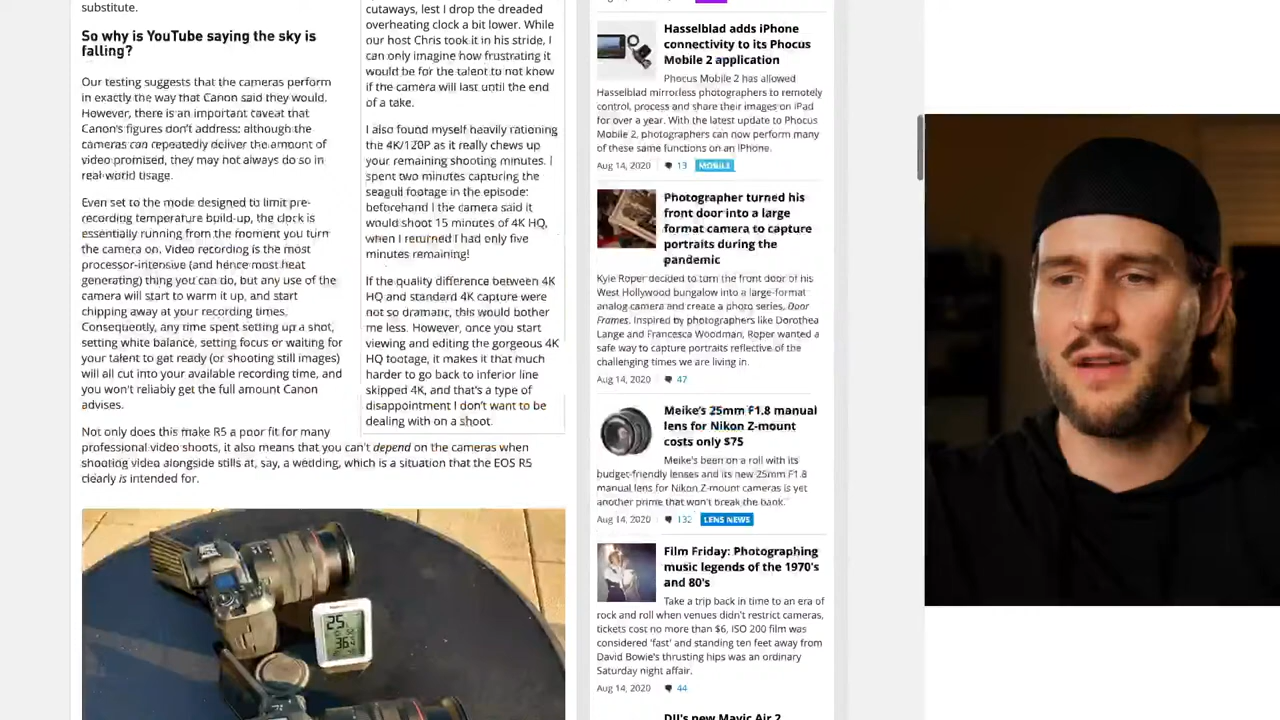 substitute.
So why is YouTube saying the sky is
falling?
Our testing suggests that the cameras perform
in exactly the way that Canon said they would.
However, there is an important caveat that
Canon's figures don't address: although the
cameras can repeatedly deliver the amount of
video promised, they may not always do so in
real-world usage.
Even set to the mode designed to limit pre-
recording temperature build-up, the clock is
essentially running from the moment you turn
the camera on. Video recording is the most
processor-intensive (and hence most heat
generating) thing you can do, but any use of the
camera will start to warm it up, and start
chipping away at your recording times.
Consequently, any time spent setting up a shot,
setting white balance, setting focus or waiting for
your talent to get ready (or shooting still images)
will all cut into your available recording time, and
you won't reliably get the full amount Canon
advises.
Not only does this make R5 a poor fit for many
professional video shoots, it also means that you can't depend on the cameras when
shooting video alongside stills at, say, a wedding, which is a situation that the EOS R5
clearly is intended for.
cutaways, lest I drop the dreaded
overheating clock a bit lower. While
our host Chris took it in his stride, I
can only imagine how frustrating it
would be for the talent to not know
if the camera will last until the end
of a take.
I also found myself heavily rationing
the 4K/120P as it really chews up
your remaining shooting minutes. I
spent two minutes capturing the
seagull footage in the episode:
beforehand I the camera said it
would shoot 15 minutes of 4K HQ,
when I returned I had only five
minutes remaining!
If the quality difference between 4K
HQ and standard 4K capture were
not so dramatic, this would bother
me less. However, once you start
viewing and editing the gorgeous 4K
HQ footage, it makes it that much
harder to go back to inferior line
skipped 4K, and that's a type of
disappointment I don't want to be
dealing with on a shoot.
25
36
Hasselblad adds iPhone
connectivity to its Phocus
Mobile 2 application
Phocus Mobile 2 has allowed
Hasselblad mirrorless photographers to remotely
control, process and share their images on iPad
for over a year. With the latest update to Phocus
Mobile 2, photographers can now perform many
of these same functions on an iPhone.
Aug 14, 2020 13 MOBILE
Photographer turned his
front door into a large
format camera to capture
portraits during the
pandemic
Kyle Roper decided to turn the front door of his
West Hollywood bungalow into a large-format
analog camera and create a photo series, Door
Frames. Inspired by photographers like Dorothea
Lange and Francesca Woodman, Roper wanted a
safe way to capture portraits reflective of the
challenging times we are living in.
Aug 14, 2020 47
Meike's 25mm F1.8 manual
lens for Nikon Z-mount
costs only $75
Meike's been on a roll with its
budget-friendly lenses and its new 25mm F1.8
manual lens for Nikon Z-mount cameras is yet
another prime that won't break the bank.
Aug 14, 2020 132 LENS NEWS
Film Friday: Photographing
music legends of the 1970's
and 80's
Take a trip back in time to an era of
rock and roll when venues didn't restrict cameras,
tickets cost no more than $6, ISO 200 film was
considered 'fast' and standing ten feet away from
David Bowie's thrusting hips was an ordinary
Saturday night affair.
Aug 14, 2020 44
DJI's new Mavic Air 2